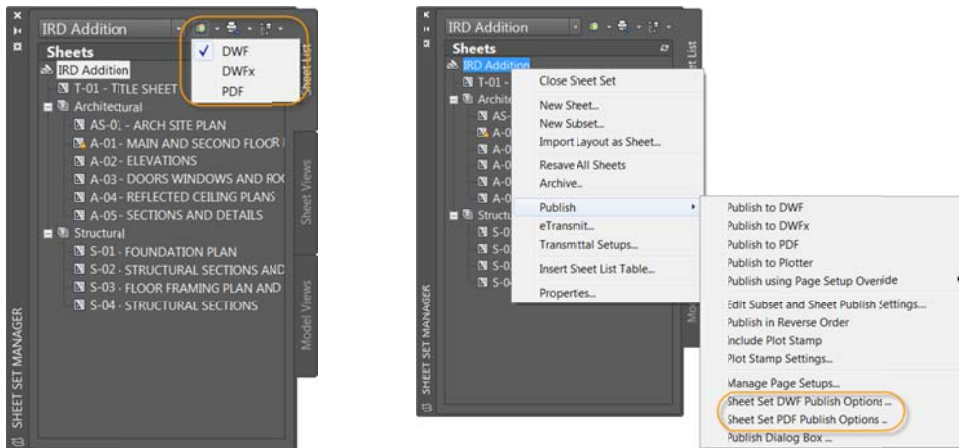 IRD Addition
Sheets
DWF
DWFx
PDF
IRD Addition
T-01 - TITLE SHEET
Architectural
AS-01 - ARCH SITE PLAN
A-01 - MAIN AND SECOND FLOOR
A-02 - ELEVATIONS
A-03 - DOORS WINDOWS AND ROO
A-04 - REFLECTED CEILING PLANS
A-05 - SECTIONS AND DETAILS
Structural
S-01 - FOUNDATION PLAN
S-02 - STRUCTURAL SECTIONS AND
S-03 - FLOOR FRAMING PLAN AND
S-04 - STRUCTURAL SECTIONS
Sheet List
Sheet Views
Model Views
SHEET SET MANAGER
IRD Addition
Sheets
IRD Addition
T-01 -
Archite
AS-
A-0
A-0
A-0
A-0
A-0
Structu
S-0
S-0
S-0
S-0
et List
Mo
SHEET SET MANAGER
Close Sheet Set
New Sheet...
New Subset...
Import Layout as Sheet...
Resave All Sheets
Archive..
Publish
eTransmit...
Transmittal Setups...
Insert Sheet List Table...
Properties...
Publish to DWF
Publish to DWFx
Publish to PDF
Publish to Plotter
Publish using Page Setup Override
Edit Subset and Sheet Publish Settings...
Publish in Reverse Order
Include Plot Stamp
Plot Stamp Settings...
Manage Page Setups...
Sheet Set DWF Publish Options ...
Sheet Set PDF Publish Options ...
Publish Dialog Box ...